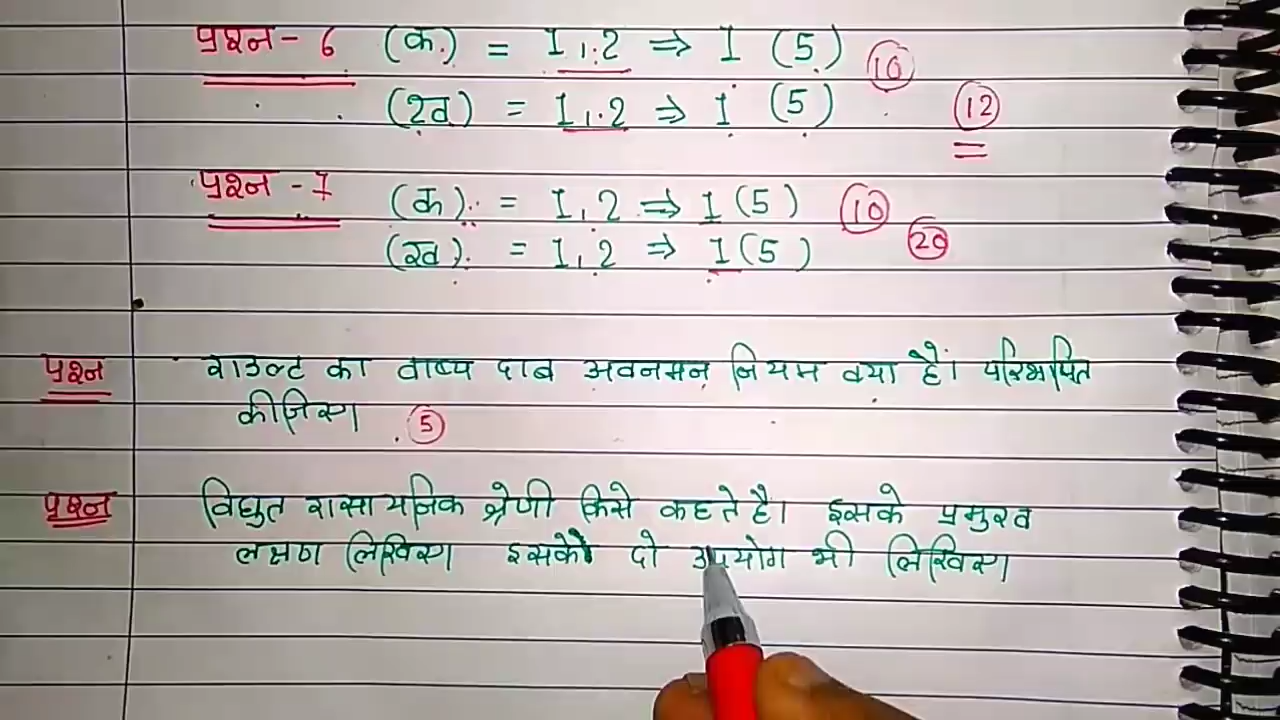 प्रश्न - 6 (क) = I, 2 ⇒ I (5) 10
(ख) = I, 2 ⇒ I (5) 12
प्रश्न - 7 (क) = I, 2 ⇒ I (5) 10
(ख) = I, 2 ⇒ I (5) 20
प्रश्न राउल्ट का वाष्प दाब अवनमन नियम क्या है। परिभाषित
कीजिए 5
प्रश्न विद्युत रासायनिक श्रेणी किसे कहते है। इसके प्रमुख
लक्षण लिखिए इसके दो उपयोग भी लिखिए